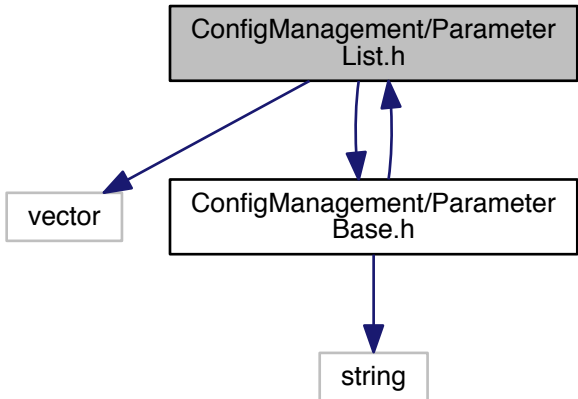 ConfigManagement/Parameter
List.h
vector
ConfigManagement/Parameter
Base.h
string